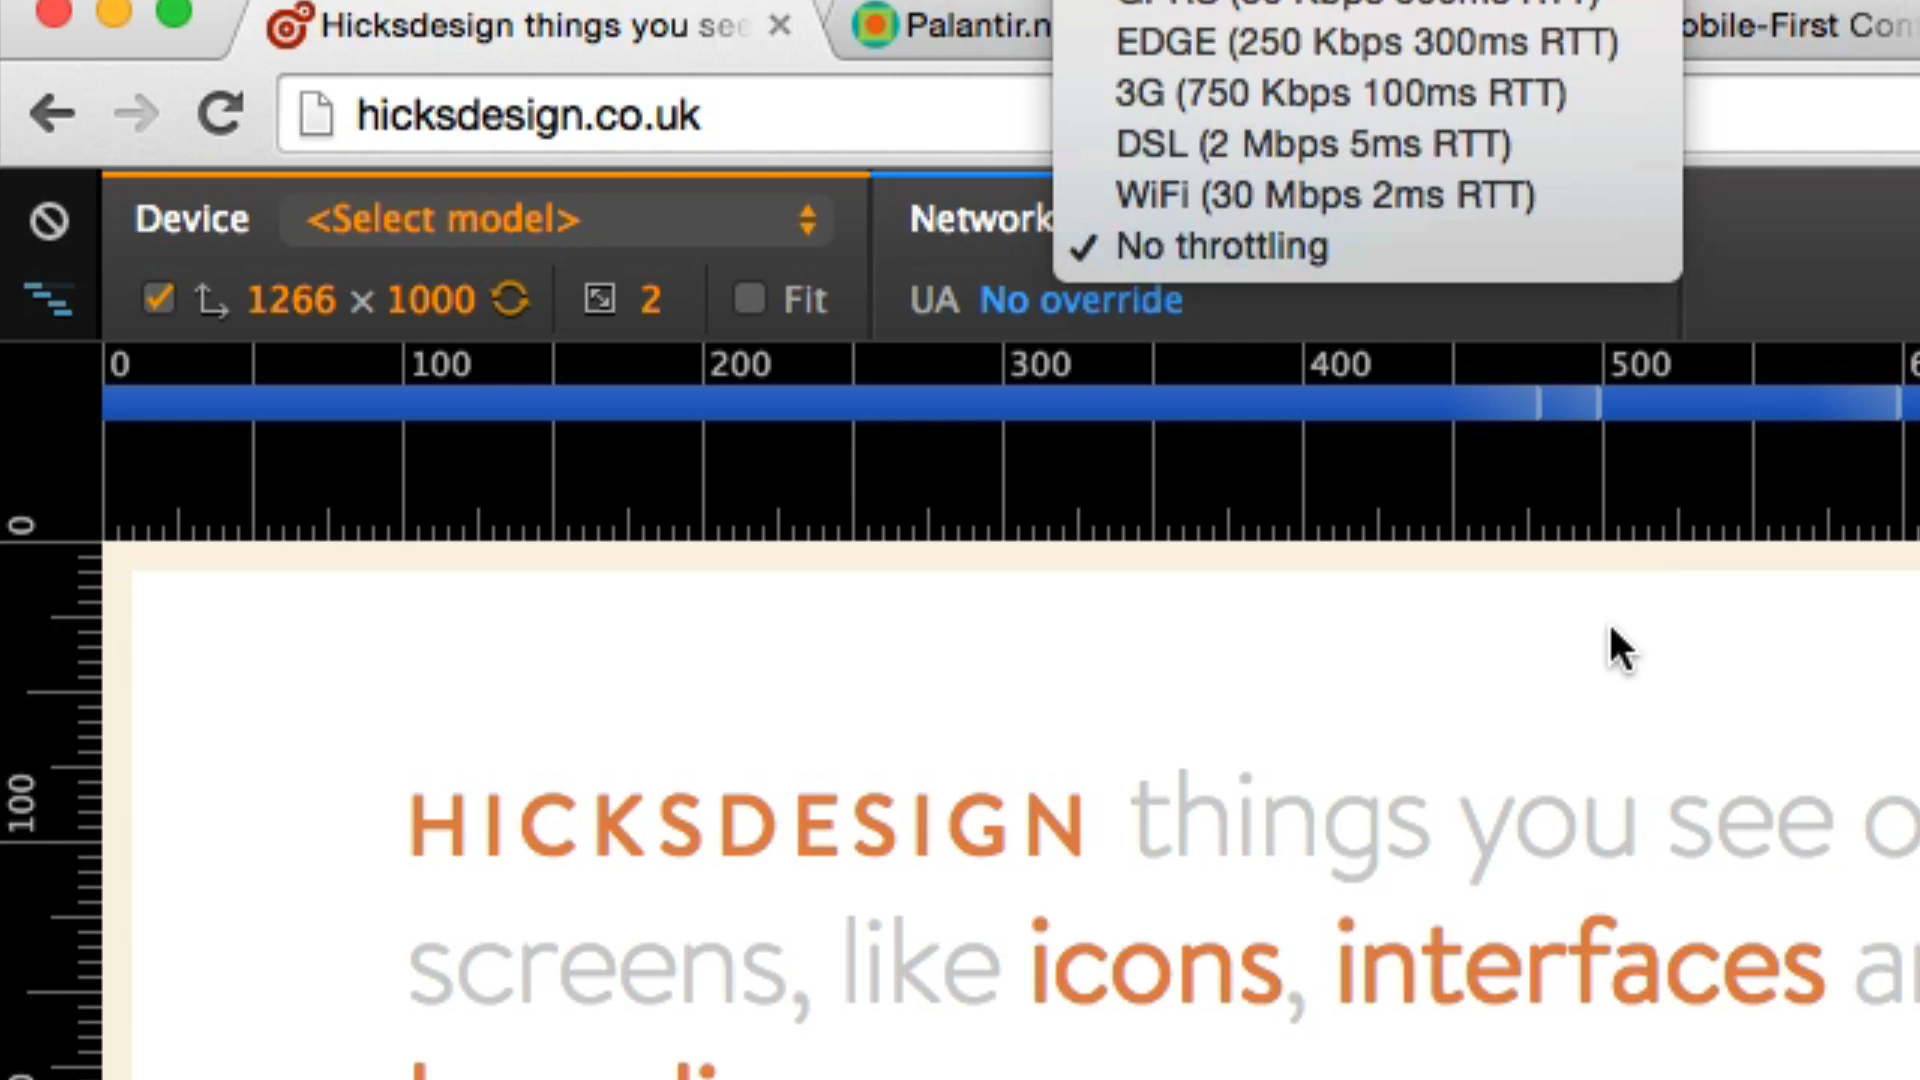 Hicksdesign things you see
Palantir.n
obile-First Con
EDGE (250 Kbps 300ms RTT)
3G (750 Kbps 100ms RTT)
DSL (2 Mbps 5ms RTT)
WiFi (30 Mbps 2ms RTT)
✓ No throttling
hicksdesign.co.uk
Device <Select model>
Network
1266 × 1000
2
Fit
UA No override
0 100 200 300 400 500 6
0
100
HICKSDESIGN things you see o
screens, like icons, interfaces a